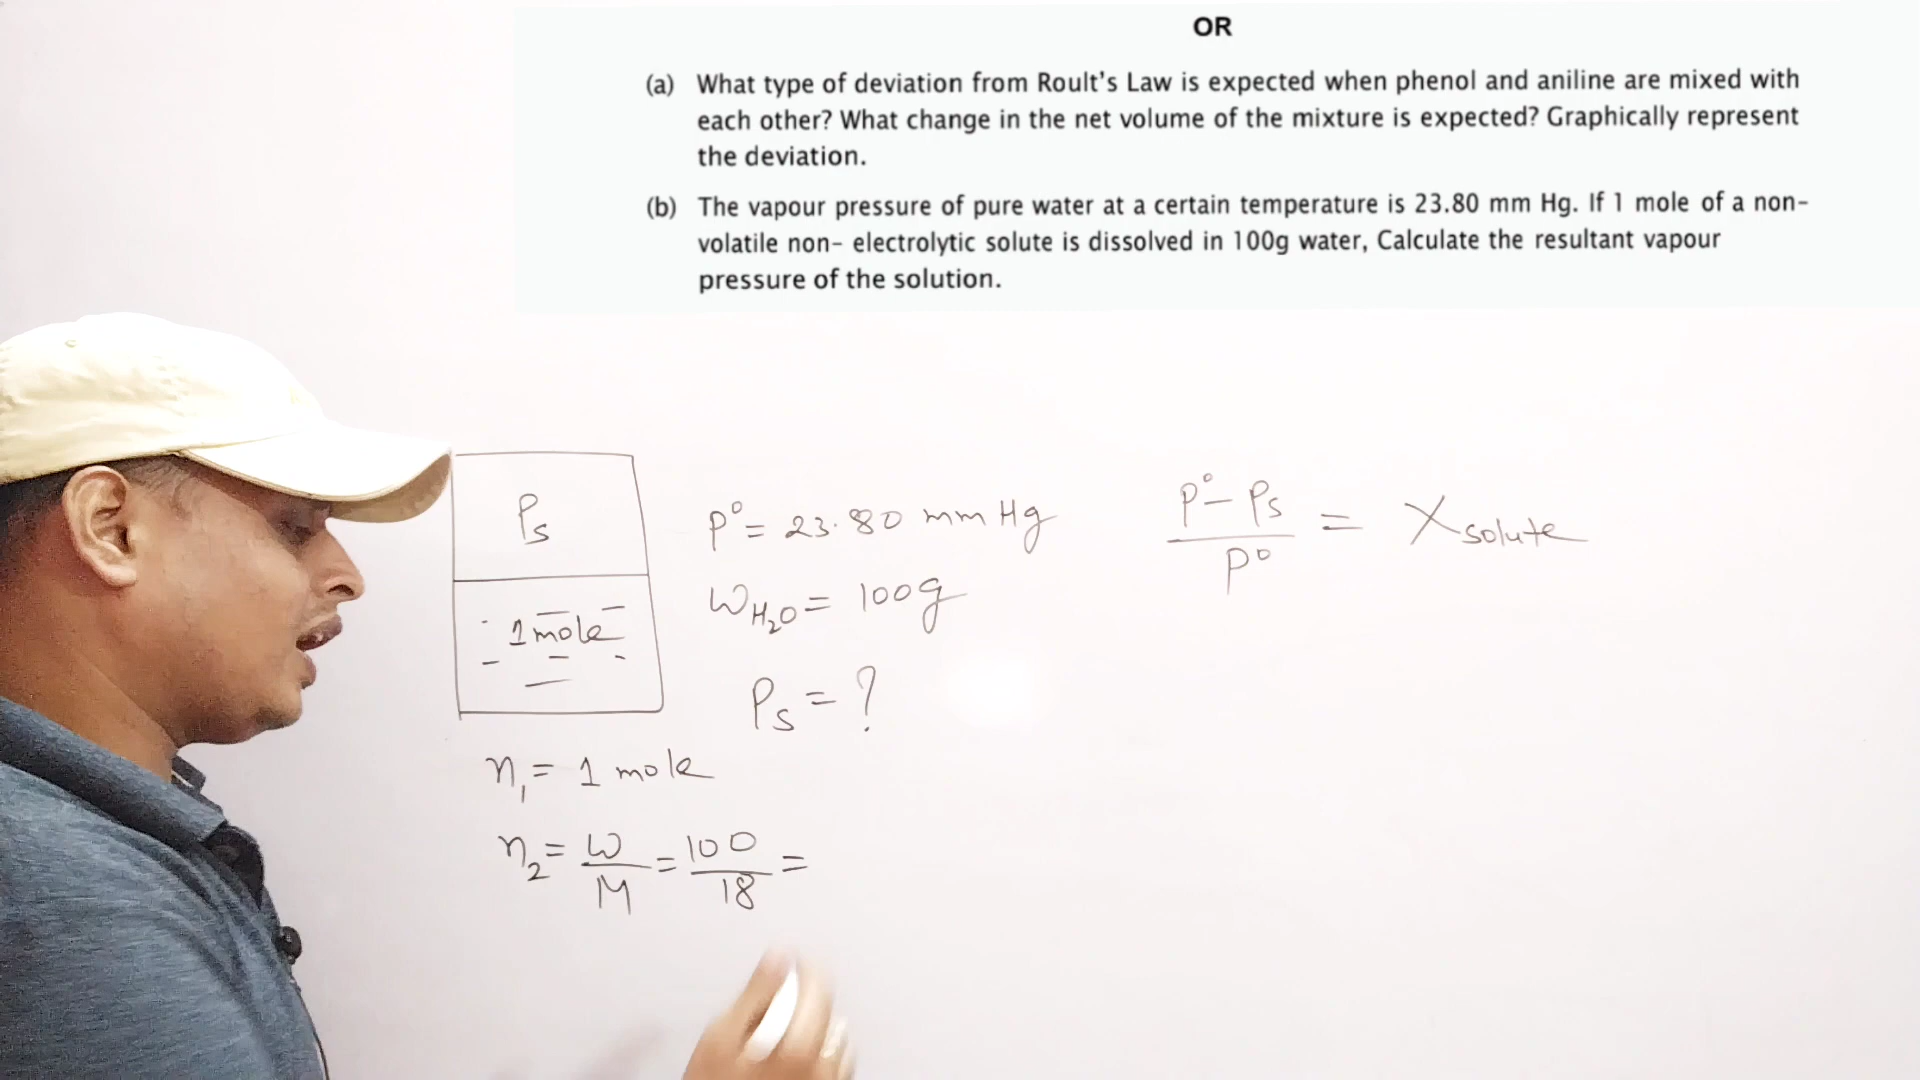 OR
(a) What type of deviation from Roult's Law is expected when phenol and aniline are mixed with
each other? What change in the net volume of the mixture is expected? Graphically represent
the deviation.
(b) The vapour pressure of pure water at a certain temperature is 23.80 mm Hg. If 1 mole of a non-
volatile non- electrolytic solute is dissolved in 100g water, Calculate the resultant vapour
pressure of the solution.
Ps
1 mole
P° = 23.80 mm Hg
W H₂O = 100g
Ps = ?
n₁ = 1 mole
n₂ = W/M = 100/18 =
P° - Ps / P° = X solute